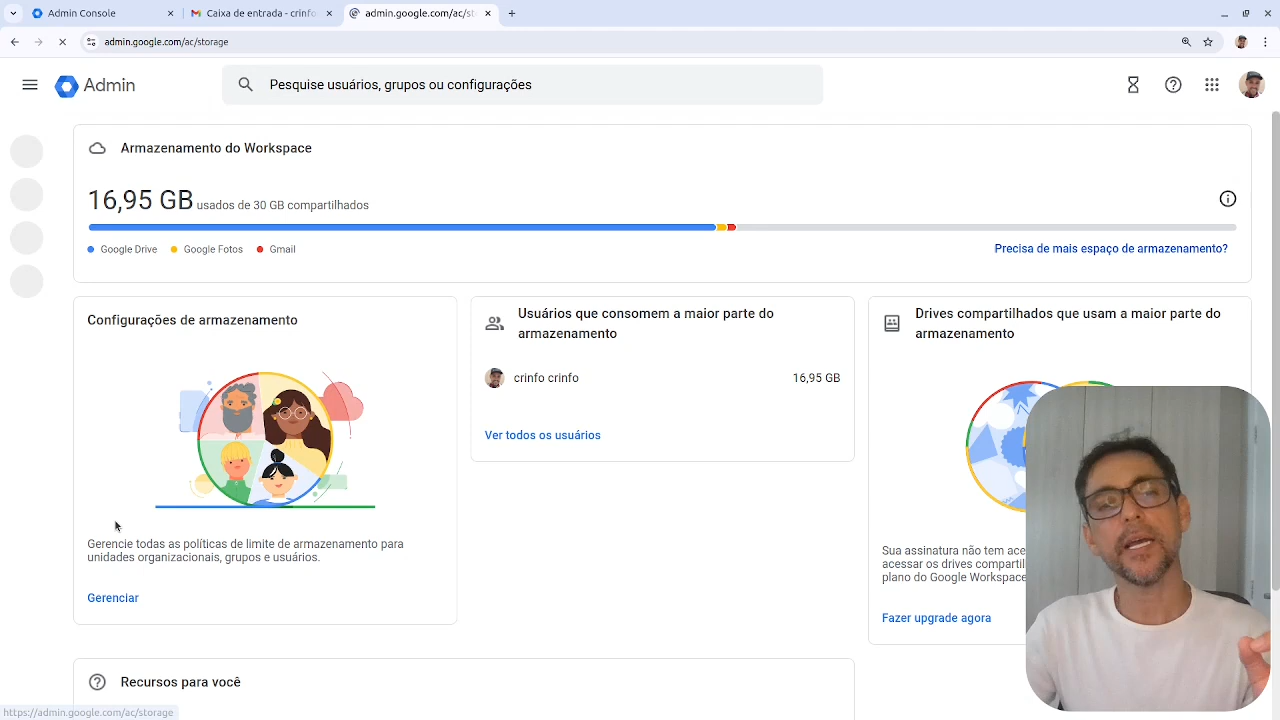 Admin Console
Caixa de entrada - crinfo
admin.google.com/ac/st
admin.google.com/ac/storage
Admin
Pesquise usuários, grupos ou configurações
Armazenamento do Workspace
16,95 GB usados de 30 GB compartilhados
Google Drive
Google Fotos
Gmail
Precisa de mais espaço de armazenamento?
Configurações de armazenamento
Gerencie todas as políticas de limite de armazenamento para
unidades organizacionais, grupos e usuários.
Gerenciar
Usuários que consomem a maior parte do
armazenamento
crinfo crinfo
16,95 GB
Ver todos os usuários
Drives compartilhados que usam a maior parte do
armazenamento
Sua assinatura não tem ace
acessar os drives compartil
plano do Google Workspace
Fazer upgrade agora
Recursos para você
https://admin.google.com/ac/storage